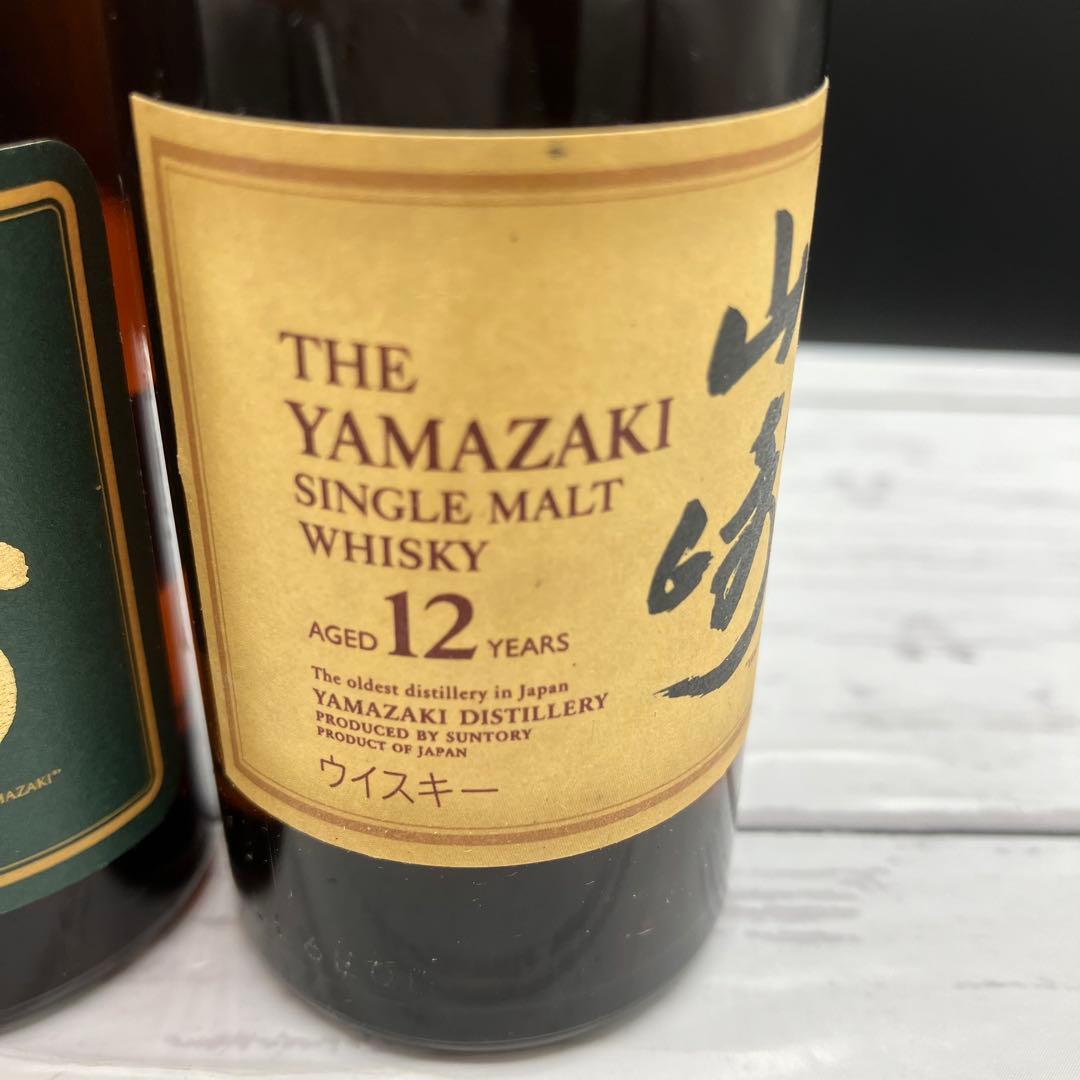 THE
YAMAZAKI
SINGLE MALT
WHISKY
AGED 12 YEARS
The oldest distillery in Japan
YAMAZAKI DISTILLERY
PRODUCED BY SUNTORY
PRODUCT OF JAPAN
ウイスキー
山崎